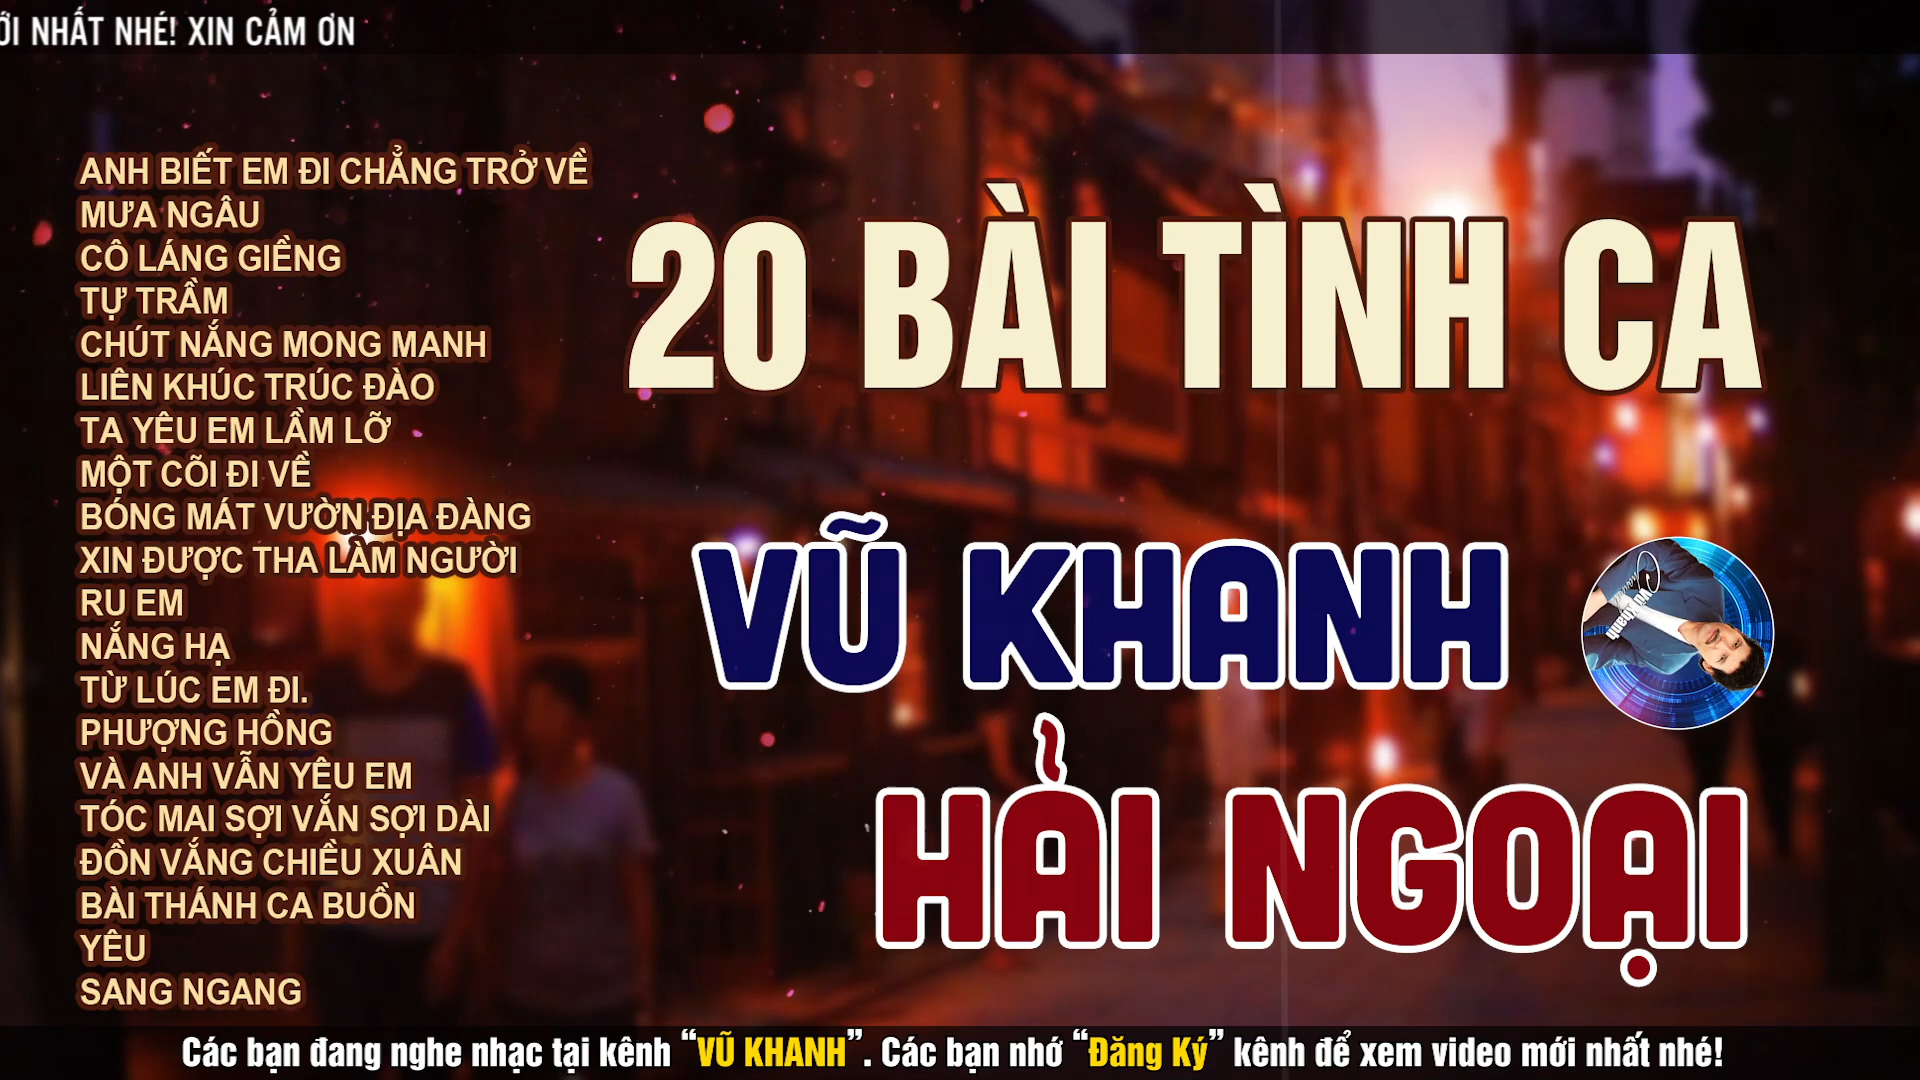 ỚI NHẤT NHÉ! XIN CẢM ƠN
ANH BIẾT EM ĐI CHẲNG TRỞ VỀ
MƯA NGÂU
CÔ LÁNG GIỀNG
TỰ TRẦM
CHÚT NẮNG MONG MANH
LIÊN KHÚC TRÚC ĐÀO
TA YÊU EM LẦM LỠ
MỘT CÕI ĐI VỀ
BÓNG MÁT VƯỜN ĐỊA ĐÀNG
XIN ĐƯỢC THA LÀM NGƯỜI
RU EM
NẮNG HẠ
TỪ LÚC EM ĐI.
PHƯỢNG HỒNG
VÀ ANH VẪN YÊU EM
TÓC MAI SỢI VẮN SỢI DÀI
ĐỒN VẮNG CHIỀU XUÂN
BÀI THÁNH CA BUỒN
YÊU
SANG NGANG
20 BÀI TÌNH CA
VŨ KHANH
Vũ Khanh
HẢI NGOẠI
Các bạn đang nghe nhạc tại kênh “VŨ KHANH”. Các bạn nhớ “Đăng Ký” kênh để xem video mới nhất nhé!